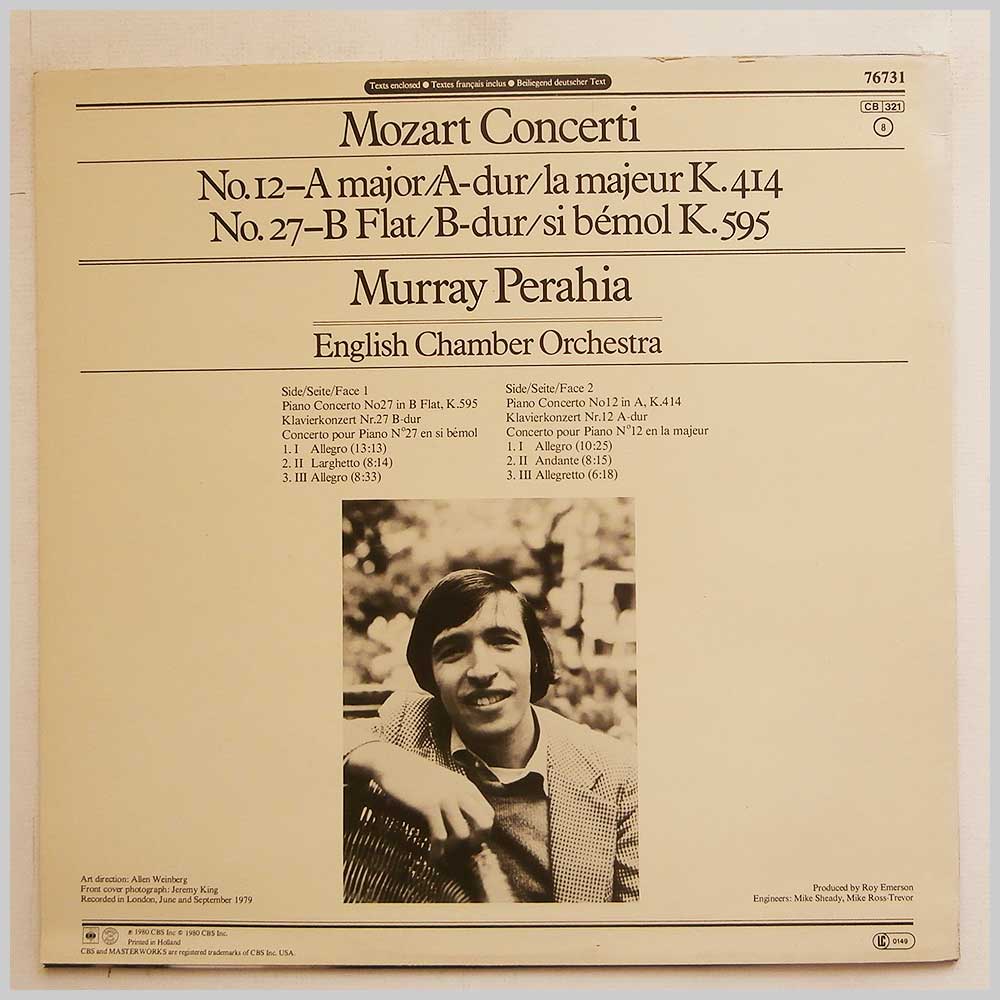 Texts enclosed ● Textes français inclus ● Beiliegend deutscher Text
76731
CB 321
8
Mozart Concerti
No.12–A major/A-dur/la majeur K.414
No.27–B Flat/B-dur/si bémol K.595
Murray Perahia
English Chamber Orchestra
Side/Seite/Face 1
Piano Concerto No27 in B Flat, K.595
Klavierkonzert Nr.27 B-dur
Concerto pour Piano N°27 en si bémol
1. I Allegro (13:13)
2. II Larghetto (8:14)
3. III Allegro (8:33)
Side/Seite/Face 2
Piano Concerto No12 in A, K.414
Klavierkonzert Nr.12 A-dur
Concerto pour Piano N°12 en la majeur
1. I Allegro (10:25)
2. II Andante (8:15)
3. III Allegretto (6:18)
Art direction: Allen Weinberg
Front cover photograph: Jeremy King
Recorded in London, June and September 1979
Produced by Roy Emerson
Engineers: Mike Sheady, Mike Ross-Trevor
℗ 1980 CBS Inc © 1980 CBS Inc.
Printed in Holland
CBS and MASTERWORKS are registered trademarks of CBS Inc. USA.
LC 0149